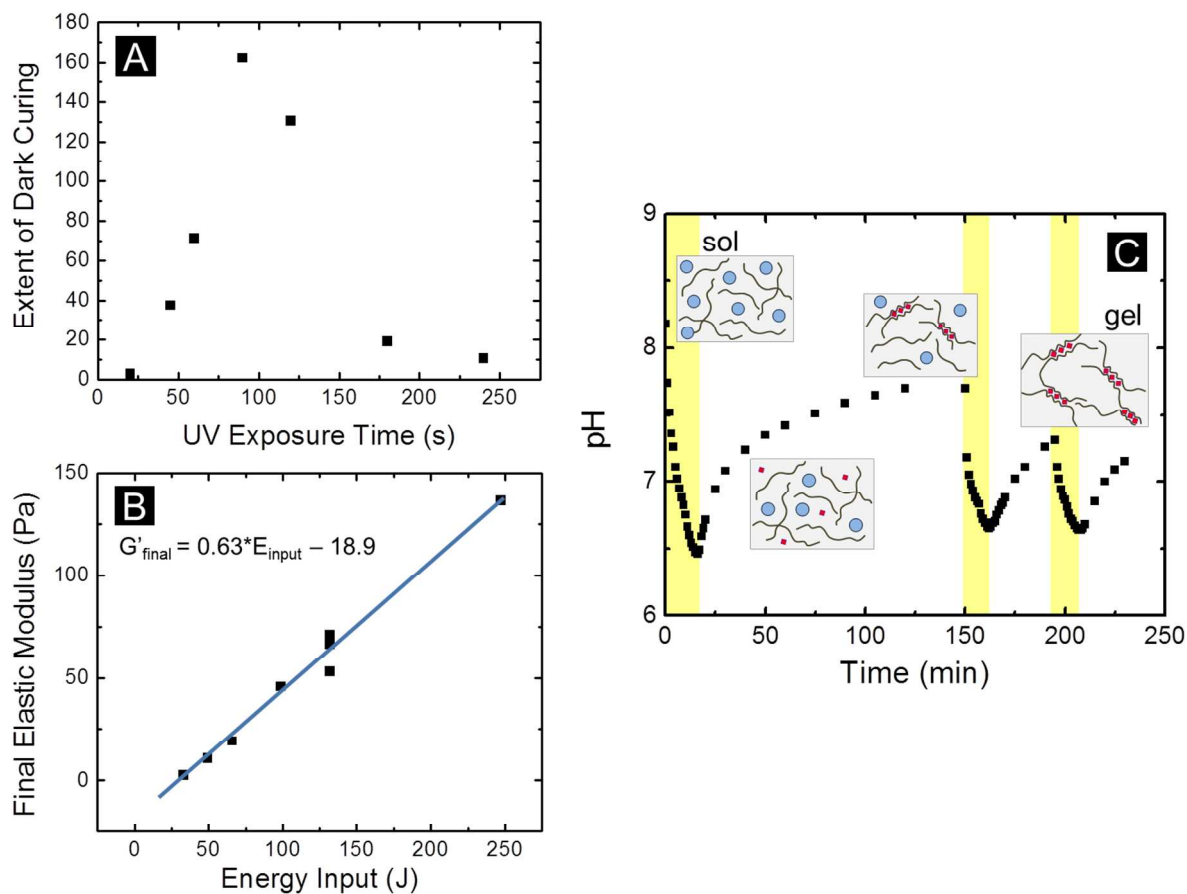 A
180
160
140
120
100
80
60
40
20
0
Extent of Dark Curing
0 50 100 150 200 250
UV Exposure Time (s)
B
G'final = 0.63*Einput – 18.9
150
100
50
0
Final Elastic Modulus (Pa)
0 50 100 150 200 250
Energy Input (J)
C
sol
gel
9
8
7
6
pH
0 50 100 150 200 250
Time (min)